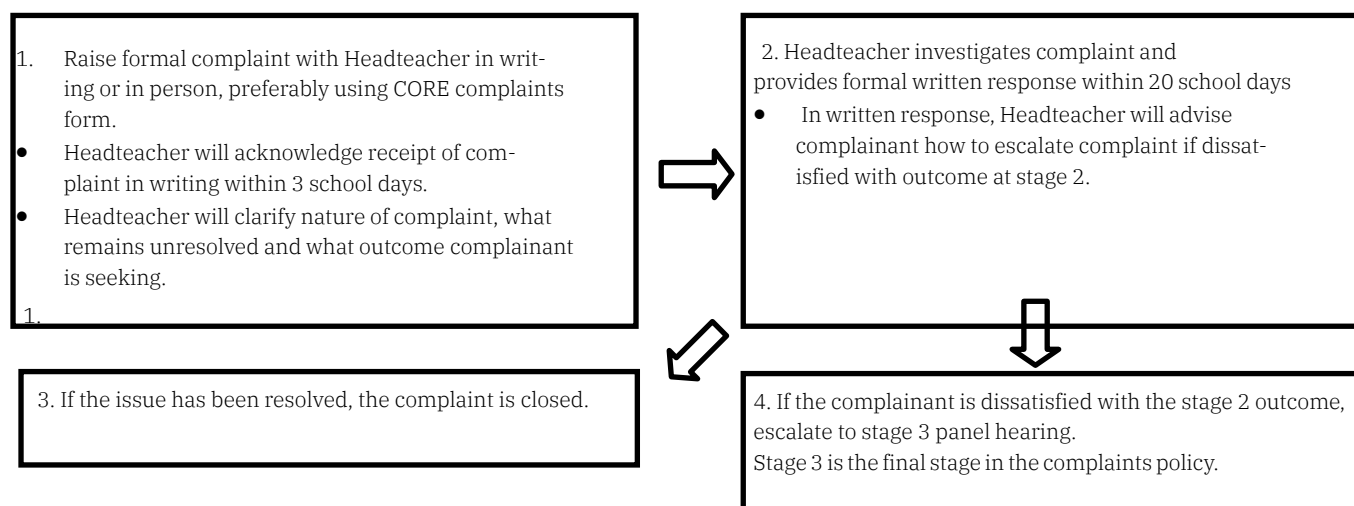 1. Raise formal complaint with Headteacher in writ-
ing or in person, preferably using CORE complaints
form.
• Headteacher will acknowledge receipt of com-
plaint in writing within 3 school days.
• Headteacher will clarify nature of complaint, what
remains unresolved and what outcome complainant
is seeking.
1.
2. Headteacher investigates complaint and
provides formal written response within 20 school days
• In written response, Headteacher will advise
complainant how to escalate complaint if dissat-
isfied with outcome at stage 2.
3. If the issue has been resolved, the complaint is closed.
4. If the complainant is dissatisfied with the stage 2 outcome,
escalate to stage 3 panel hearing.
Stage 3 is the final stage in the complaints policy.